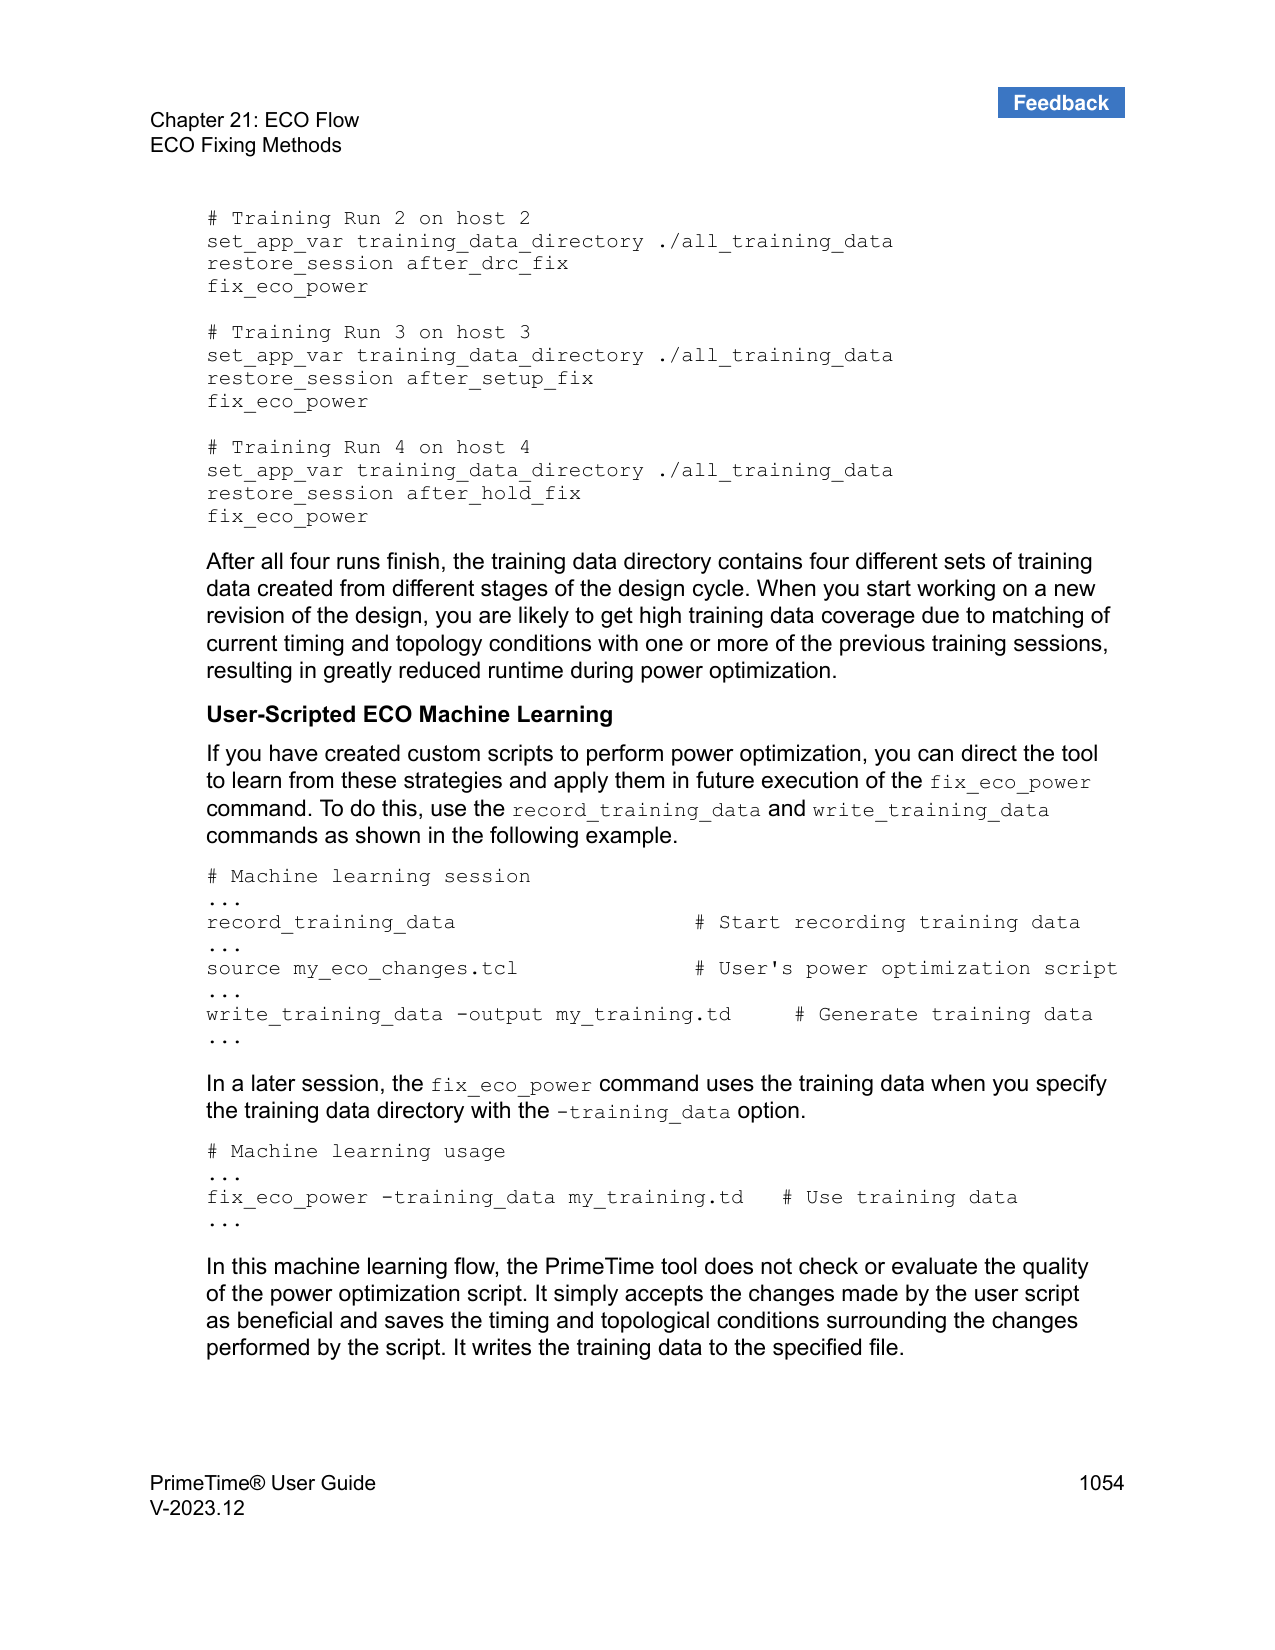 Feedback
Chapter 21: ECO Flow
ECO Fixing Methods
# Training Run 2 on host 2
set_app_var training_data_directory ./all_training_data
restore_session after_drc_fix
fix_eco_power
# Training Run 3 on host 3
set_app_var training_data_directory ./all_training_data
restore_session after_setup_fix
fix_eco_power
# Training Run 4 on host 4
set_app_var training_data_directory ./all_training_data
restore_session after_hold_fix
fix_eco_power
After all four runs finish, the training data directory contains four different sets of training
data created from different stages of the design cycle. When you start working on a new
revision of the design, you are likely to get high training data coverage due to matching of
current timing and topology conditions with one or more of the previous training sessions,
resulting in greatly reduced runtime during power optimization.
User-Scripted ECO Machine Learning
If you have created custom scripts to perform power optimization, you can direct the tool
to learn from these strategies and apply them in future execution of the fix_eco_power
command. To do this, use the record_training_data and write_training_data
commands as shown in the following example.
# Machine learning session
...
record_training_data # Start recording training data
...
source my_eco_changes.tcl # User's power optimization script
...
write_training_data -output my_training.td # Generate training data
...
In a later session, the fix_eco_power command uses the training data when you specify
the training data directory with the -training_data option.
# Machine learning usage
...
fix_eco_power -training_data my_training.td # Use training data
...
In this machine learning flow, the PrimeTime tool does not check or evaluate the quality
of the power optimization script. It simply accepts the changes made by the user script
as beneficial and saves the timing and topological conditions surrounding the changes
performed by the script. It writes the training data to the specified file.
PrimeTime® User Guide 1054
V-2023.12